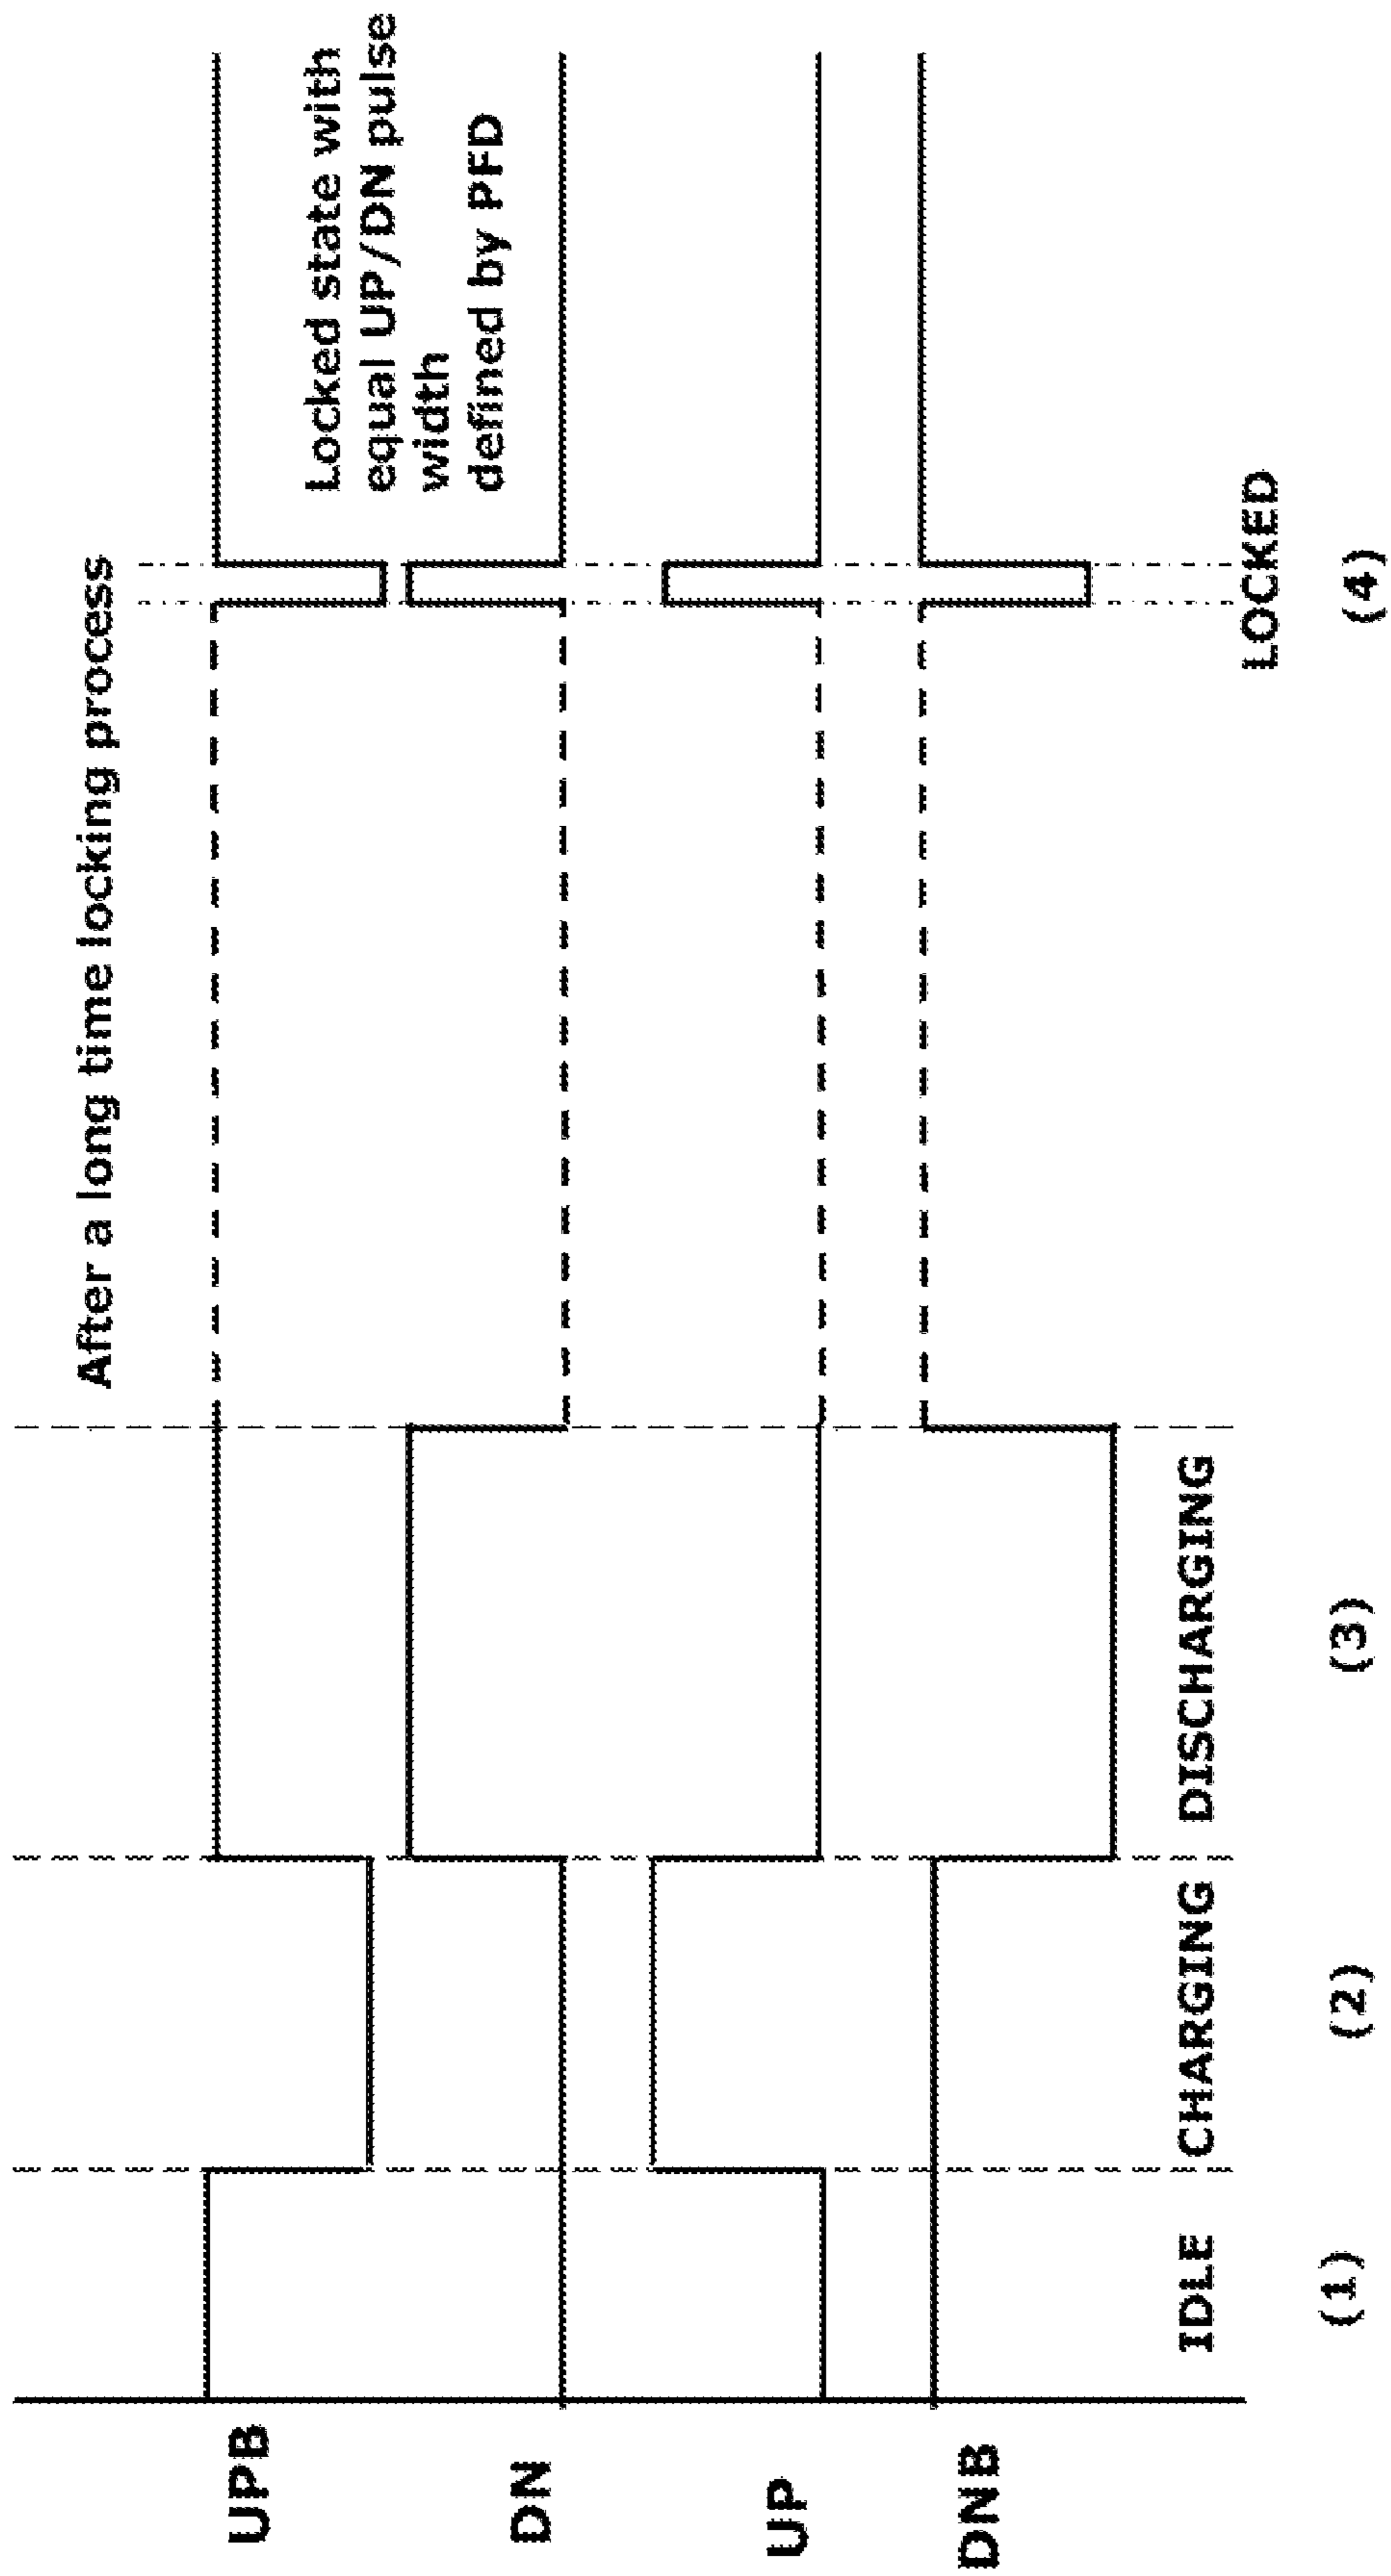 After a long time locking process
UPB
Locked state with
equal UP/DN pulse
width
defined by PFD
DN
UP
DNB
IDLE CHARGING DISCHARGING LOCKED
(1) (2) (3) (4)